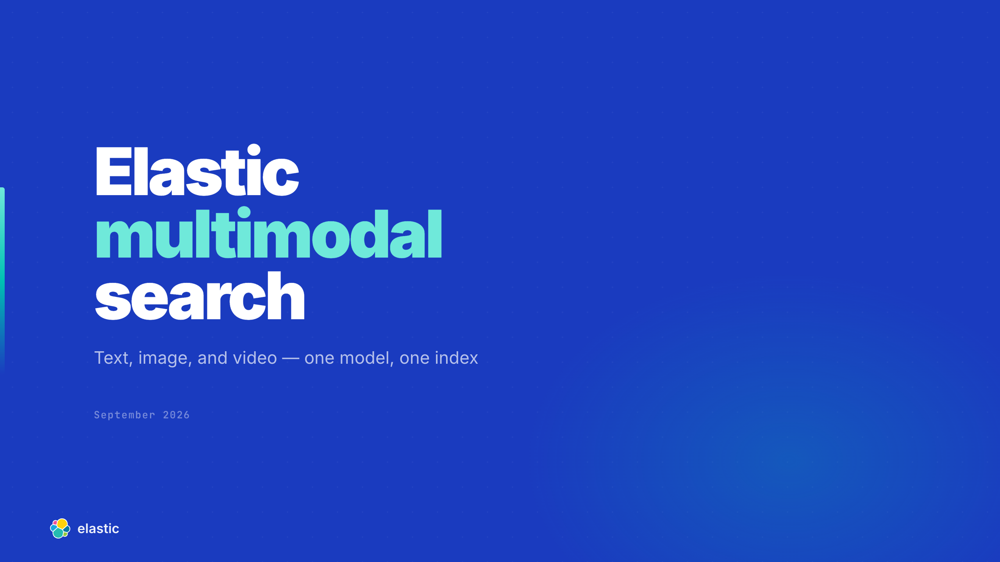 Elastic
multimodal
search
Text, image, and video — one model, one index
September 2026
elastic